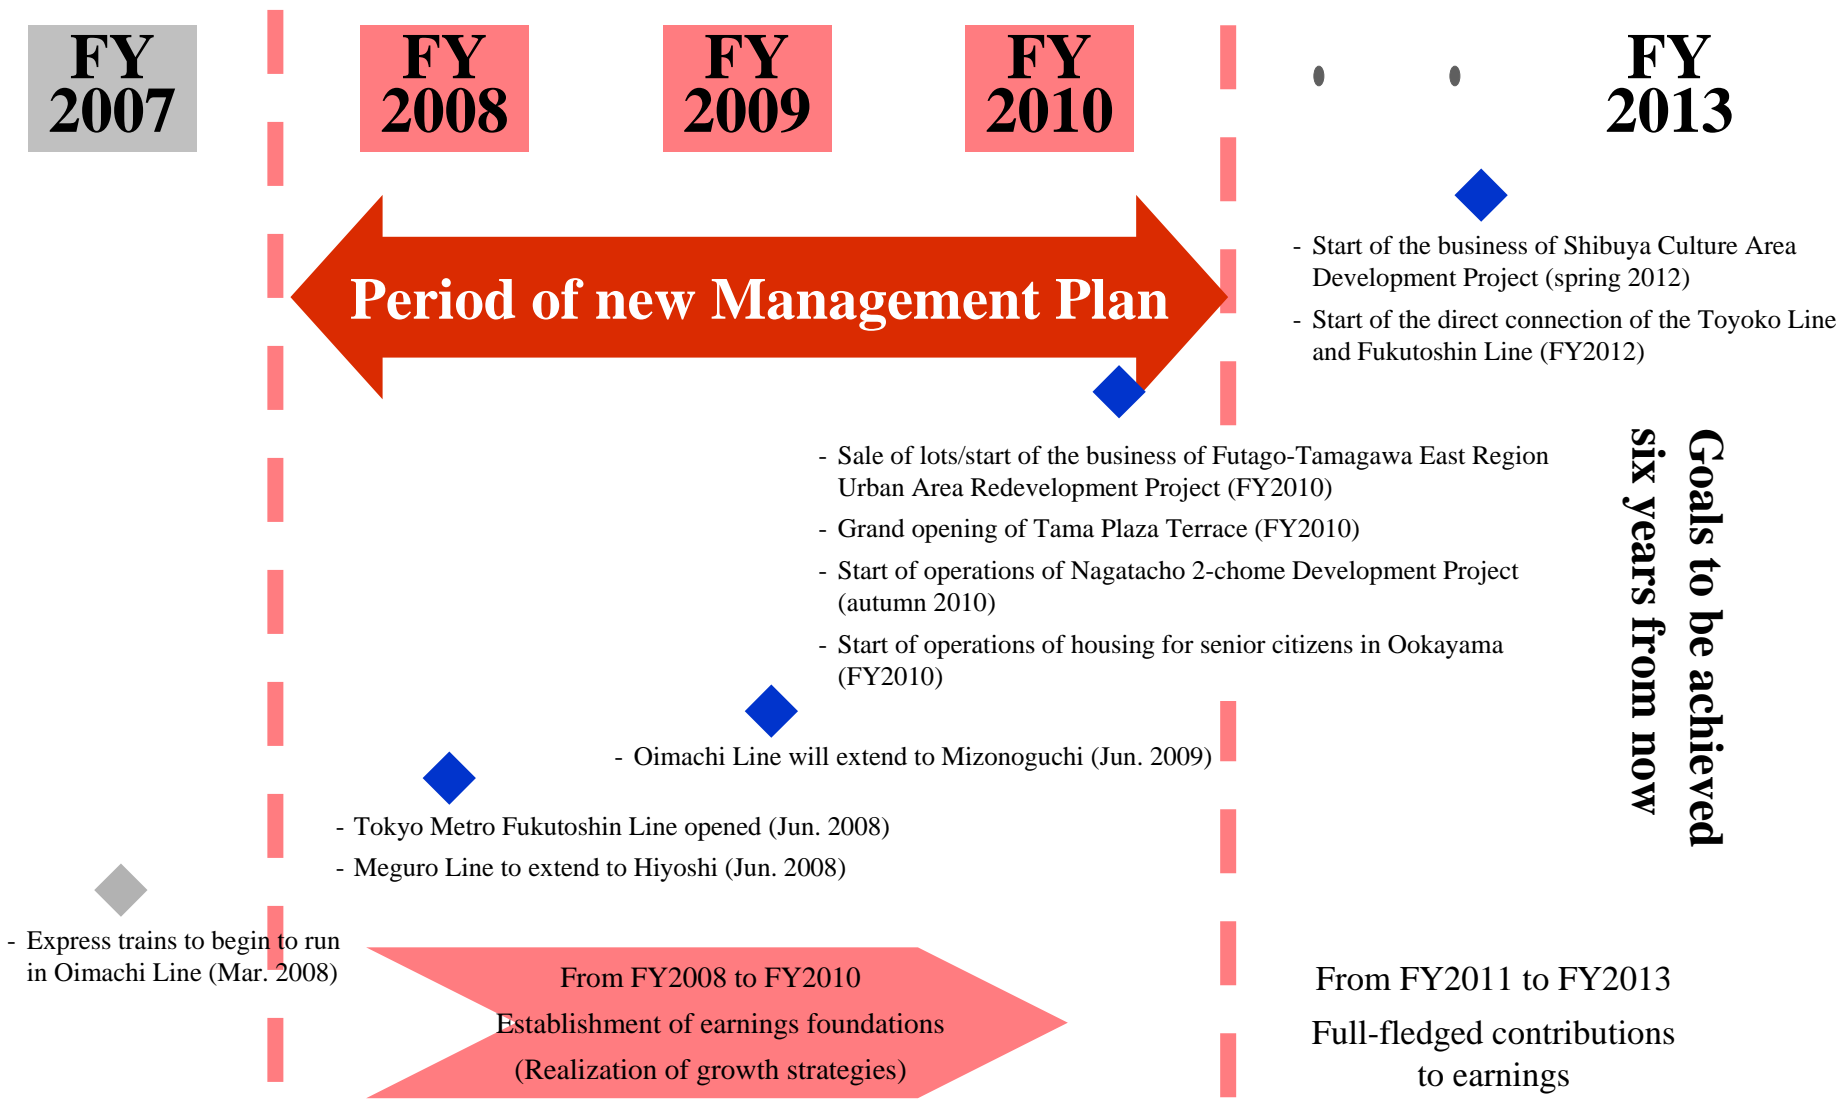 FY
2007
FY
2008
FY
2009
FY
2010
FY
2013
Period of new Management Plan
- Start of the business of Shibuya Culture Area
Development Project (spring 2012)
- Start of the direct connection of the Toyoko Line
and Fukutoshin Line (FY2012)
- Sale of lots/start of the business of Futago-Tamagawa East Region
Urban Area Redevelopment Project (FY2010)
- Grand opening of Tama Plaza Terrace (FY2010)
- Start of operations of Nagatacho 2-chome Development Project
(autumn 2010)
- Start of operations of housing for senior citizens in Ookayama
(FY2010)
Goals to be achieved
six years from now
- Oimachi Line will extend to Mizonoguchi (Jun. 2009)
- Tokyo Metro Fukutoshin Line opened (Jun. 2008)
- Meguro Line to extend to Hiyoshi (Jun. 2008)
- Express trains to begin to run
in Oimachi Line (Mar. 2008)
From FY2008 to FY2010
Establishment of earnings foundations
(Realization of growth strategies)
From FY2011 to FY2013
Full-fledged contributions
to earnings